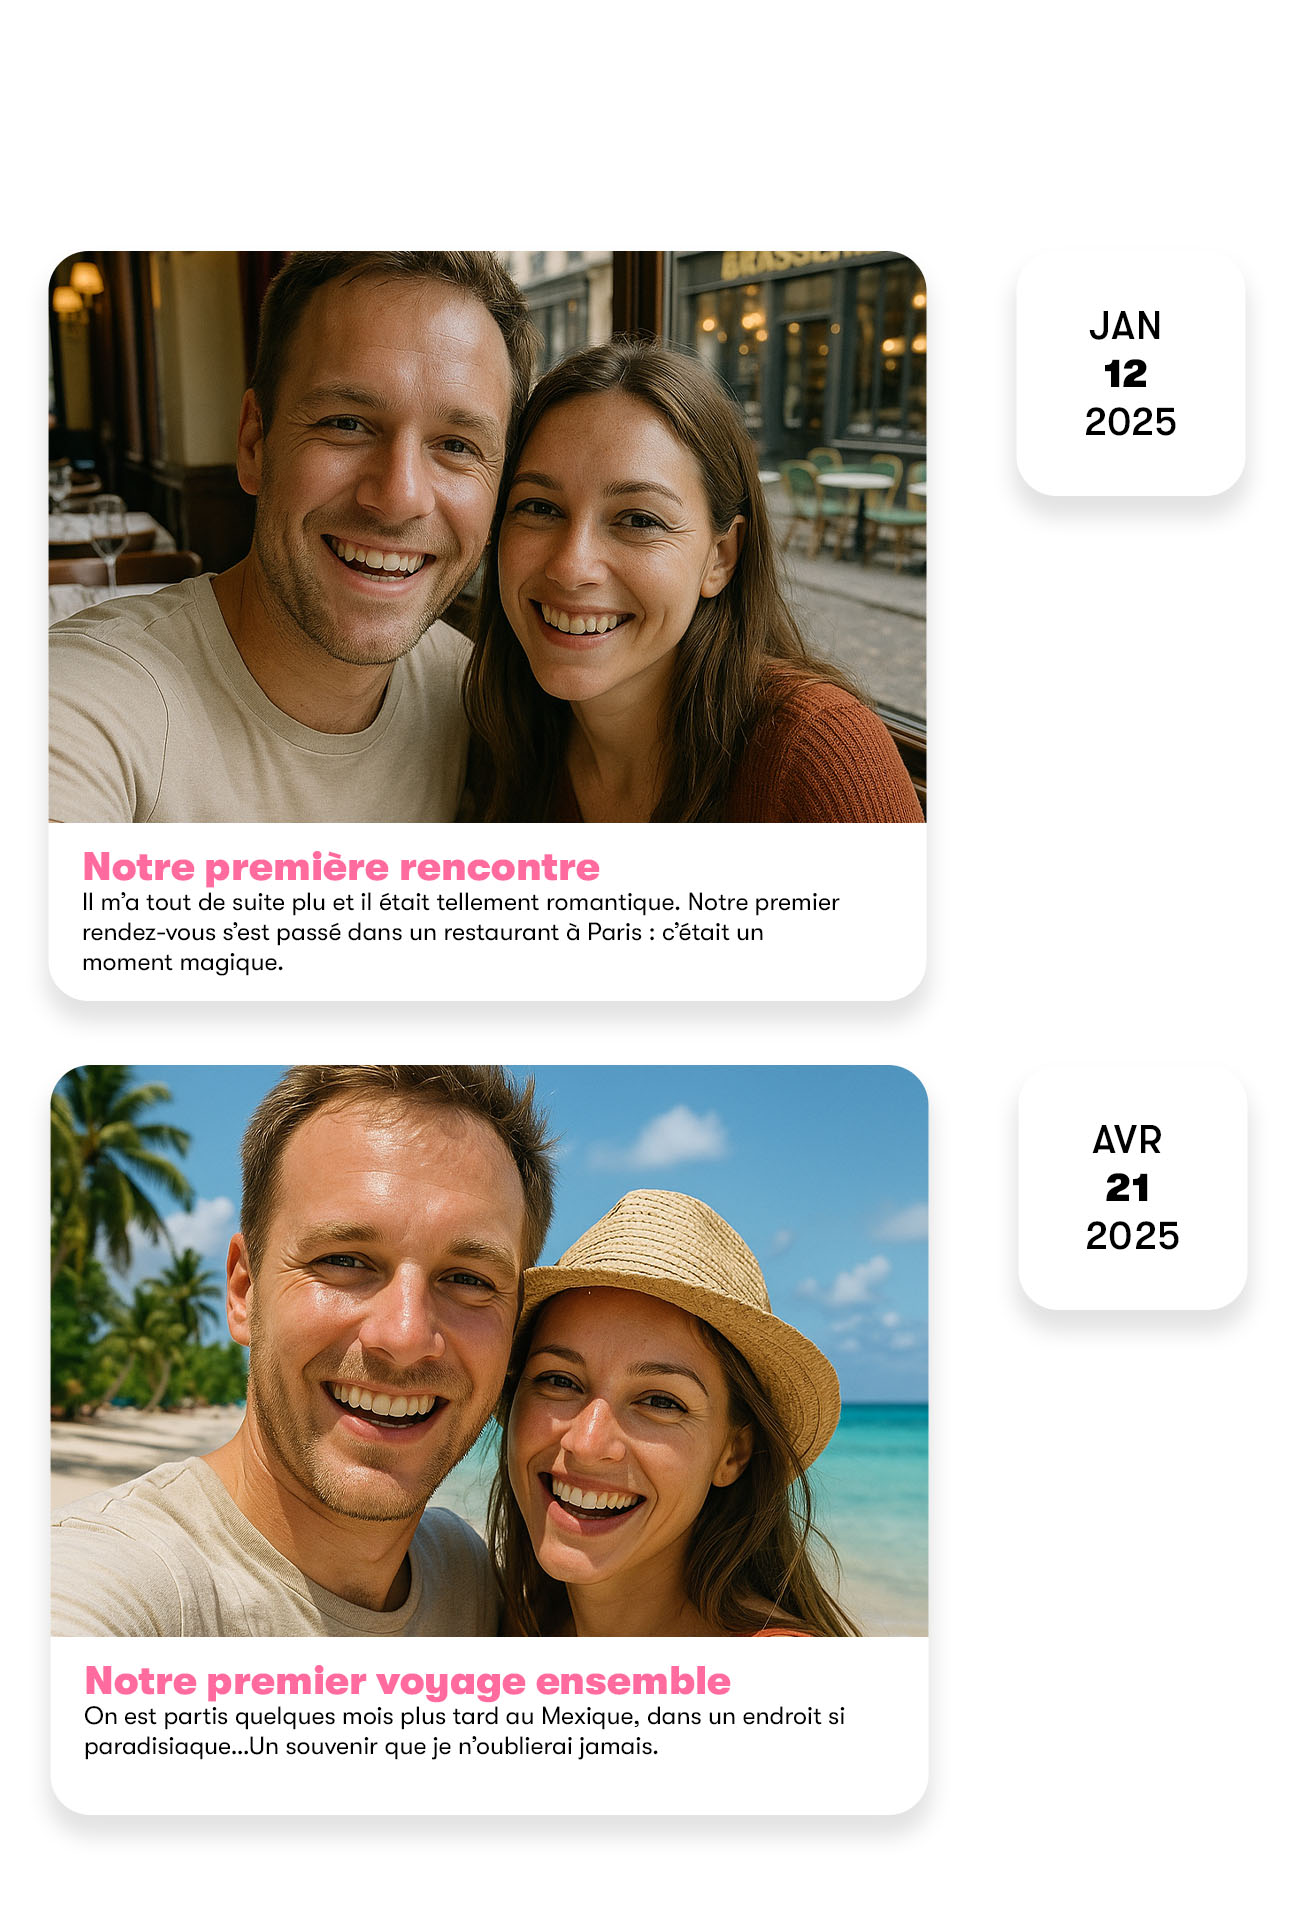 JAN
12
2025
Notre première rencontre
Il m’a tout de suite plu et il était tellement romantique. Notre premier
rendez-vous s’est passé dans un restaurant à Paris : c’était un
moment magique.
AVR
21
2025
Notre premier voyage ensemble
On est partis quelques mois plus tard au Mexique, dans un endroit si
paradisiaque...Un souvenir que je n’oublierai jamais.